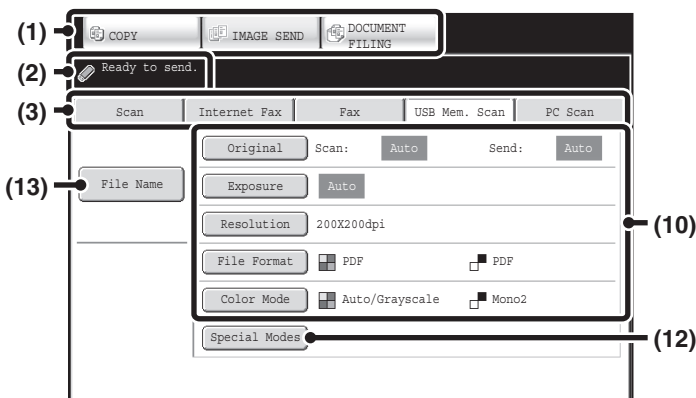 (1) COPY IMAGE SEND DOCUMENT
FILING
(2) Ready to send.
(3) Scan Internet Fax Fax USB Mem. Scan PC Scan
Original Scan: Auto Send: Auto
(13) File Name Exposure Auto
Resolution 200X200dpi (10)
File Format PDF PDF
Color Mode Auto/Grayscale Mono2
Special Modes (12)